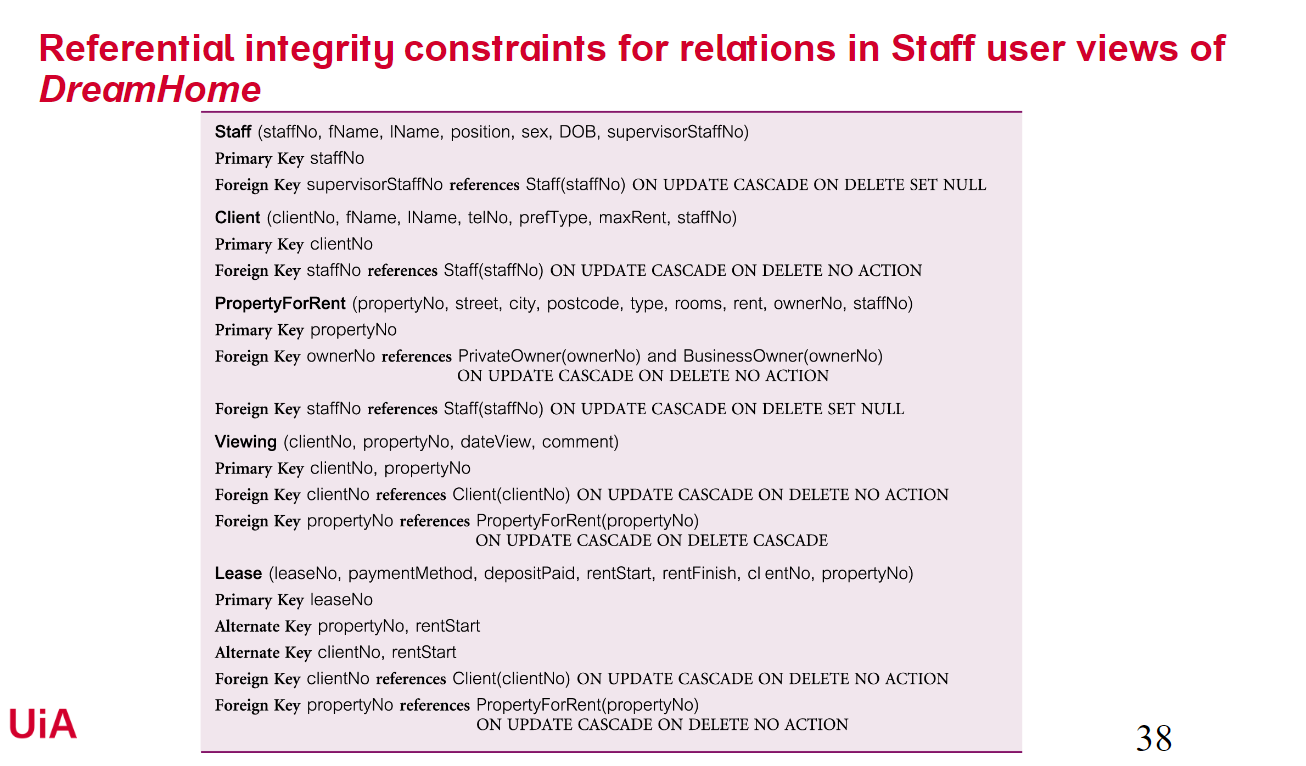 Referential integrity constraints for relations in Staff user views of
DreamHome
Staff (staffNo, fName, lName, position, sex, DOB, supervisorStaffNo)
Primary Key staffNo
Foreign Key supervisorStaffNo references Staff(staffNo) ON UPDATE CASCADE ON DELETE SET NULL
Client (clientNo, fName, lName, telNo, prefType, maxRent, staffNo)
Primary Key clientNo
Foreign Key staffNo references Staff(staffNo) ON UPDATE CASCADE ON DELETE NO ACTION
PropertyForRent (propertyNo, street, city, postcode, type, rooms, rent, ownerNo, staffNo)
Primary Key propertyNo
Foreign Key ownerNo references PrivateOwner(ownerNo) and BusinessOwner(ownerNo)
ON UPDATE CASCADE ON DELETE NO ACTION
Foreign Key staffNo references Staff(staffNo) ON UPDATE CASCADE ON DELETE SET NULL
Viewing (clientNo, propertyNo, dateView, comment)
Primary Key clientNo, propertyNo
Foreign Key clientNo references Client(clientNo) ON UPDATE CASCADE ON DELETE NO ACTION
Foreign Key propertyNo references PropertyForRent(propertyNo)
ON UPDATE CASCADE ON DELETE CASCADE
Lease (leaseNo, paymentMethod, depositPaid, rentStart, rentFinish, cl entNo, propertyNo)
Primary Key leaseNo
Alternate Key propertyNo, rentStart
Alternate Key clientNo, rentStart
Foreign Key clientNo references Client(clientNo) ON UPDATE CASCADE ON DELETE NO ACTION
Foreign Key propertyNo references PropertyForRent(propertyNo)
ON UPDATE CASCADE ON DELETE NO ACTION
UiA
38